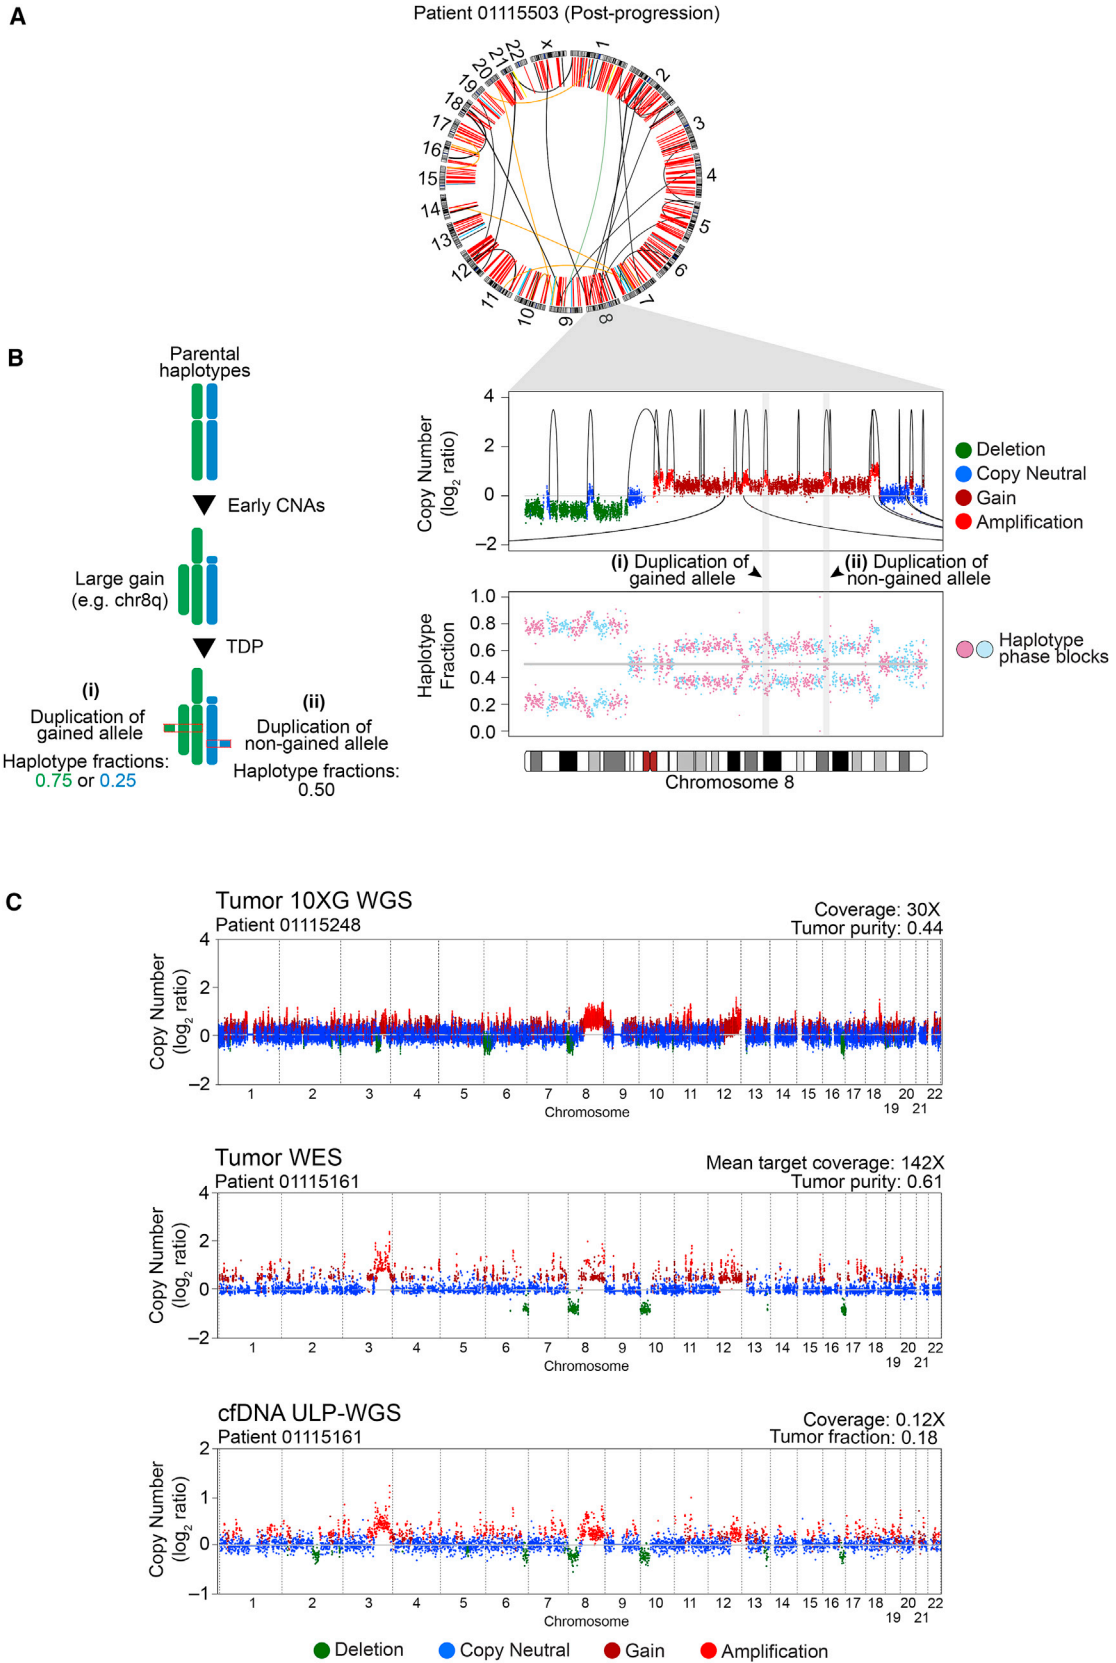 A
Patient 01115503 (Post-progression)
1
2
3
4
5
6
7
8
9
10
11
12
13
14
15
16
17
18
19
20
21
22
X
B
Parental
haplotypes
Early CNAs
Large gain
(e.g. chr8q)
TDP
(i)
Duplication of
gained allele
Haplotype fractions:
0.75 or 0.25
(ii)
Duplication of
non-gained allele
Haplotype fractions:
0.50
Copy Number
(log2 ratio)
4
2
0
−2
Deletion
Copy Neutral
Gain
Amplification
(i) Duplication of
gained allele
(ii) Duplication of
non-gained allele
Haplotype
Fraction
1.0
0.8
0.6
0.4
0.2
0.0
Haplotype
phase blocks
Chromosome 8
C
Tumor 10XG WGS
Patient 01115248
Coverage: 30X
Tumor purity: 0.44
Copy Number
(log2 ratio)
4
2
0
−2
1 2 3 4 5 6 7 8 9 10 11 12 13 14 15 16 17 18 19 20 21 22
Chromosome
Tumor WES
Patient 01115161
Mean target coverage: 142X
Tumor purity: 0.61
Copy Number
(log2 ratio)
4
2
0
−2
1 2 3 4 5 6 7 8 9 10 11 12 13 14 15 16 17 18 19 20 21 22
Chromosome
cfDNA ULP-WGS
Patient 01115161
Coverage: 0.12X
Tumor fraction: 0.18
Copy Number
(log2 ratio)
2
1
0
−1
1 2 3 4 5 6 7 8 9 10 11 12 13 14 15 16 17 18 19 20 21 22
Chromosome
Deletion Copy Neutral Gain Amplification